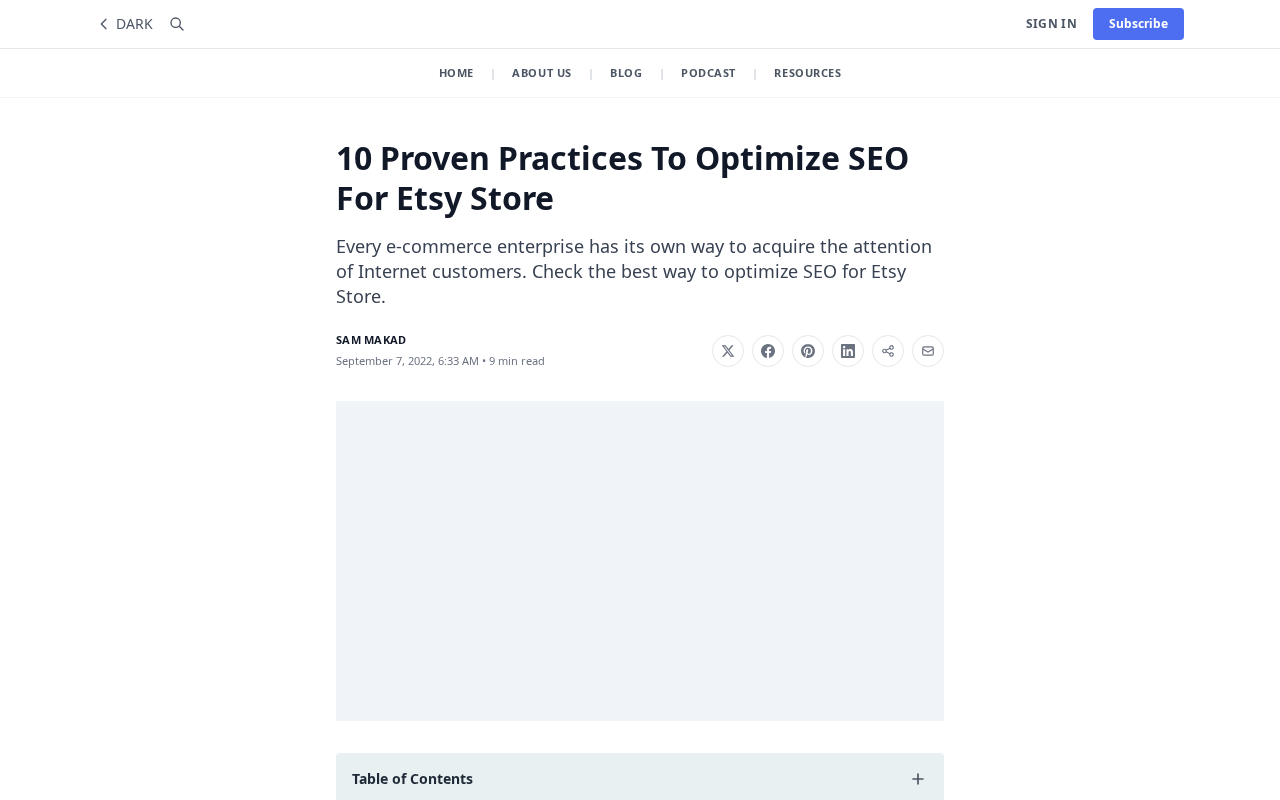 DARK
SIGN IN
Subscribe
HOME | ABOUT US | BLOG | PODCAST | RESOURCES
10 Proven Practices To Optimize SEO
For Etsy Store
Every e-commerce enterprise has its own way to acquire the attention
of Internet customers. Check the best way to optimize SEO for Etsy
Store.
SAM MAKAD
September 7, 2022, 6:33 AM • 9 min read
Table of Contents